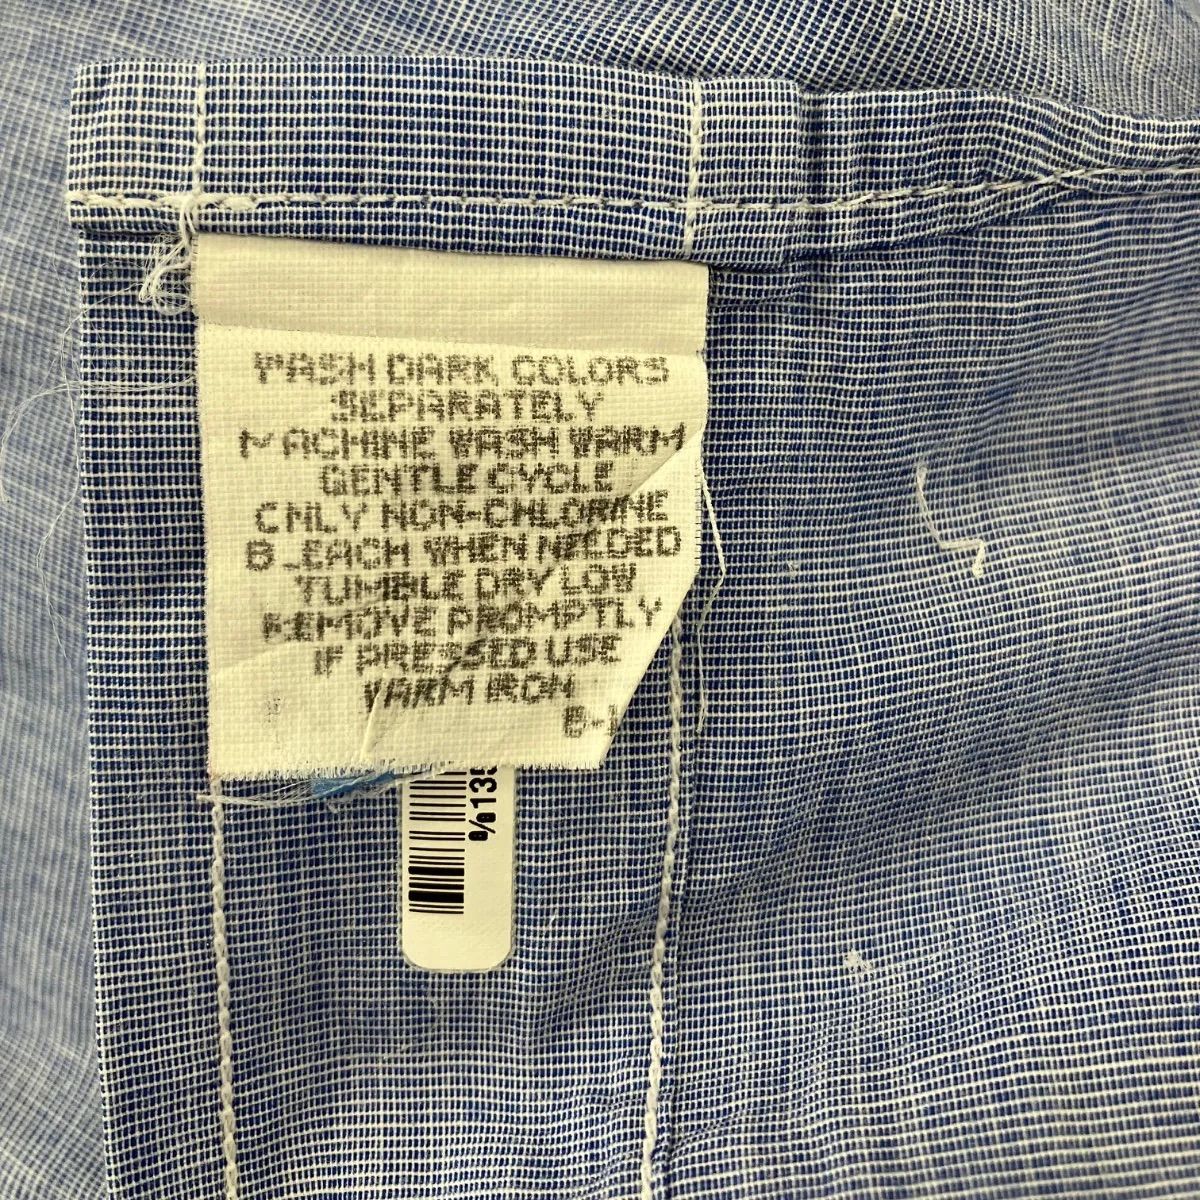 WASH DARK COLORS
SEPARATELY
MACHINE WASH WARM
GENTLE CYCLE
ONLY NON-CHLORINE
BLEACH WHEN NEEDED
TUMBLE DRY LOW
REMOVE PROMPTLY
IF PRESSED USE
WARM IRON